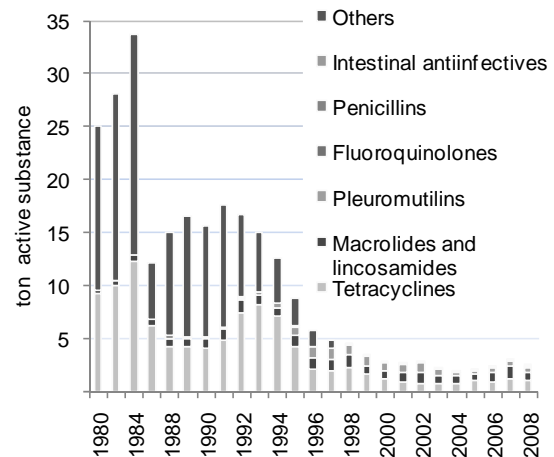 35
30
25
20
15
10
5
ton active substance
Others
Intestinal antiinfectives
Penicillins
Fluoroquinolones
Pleuromutilins
Macrolides and
lincosamides
Tetracyclines
1980
1984
1988
1990
1992
1994
1996
1998
2000
2002
2004
2006
2008